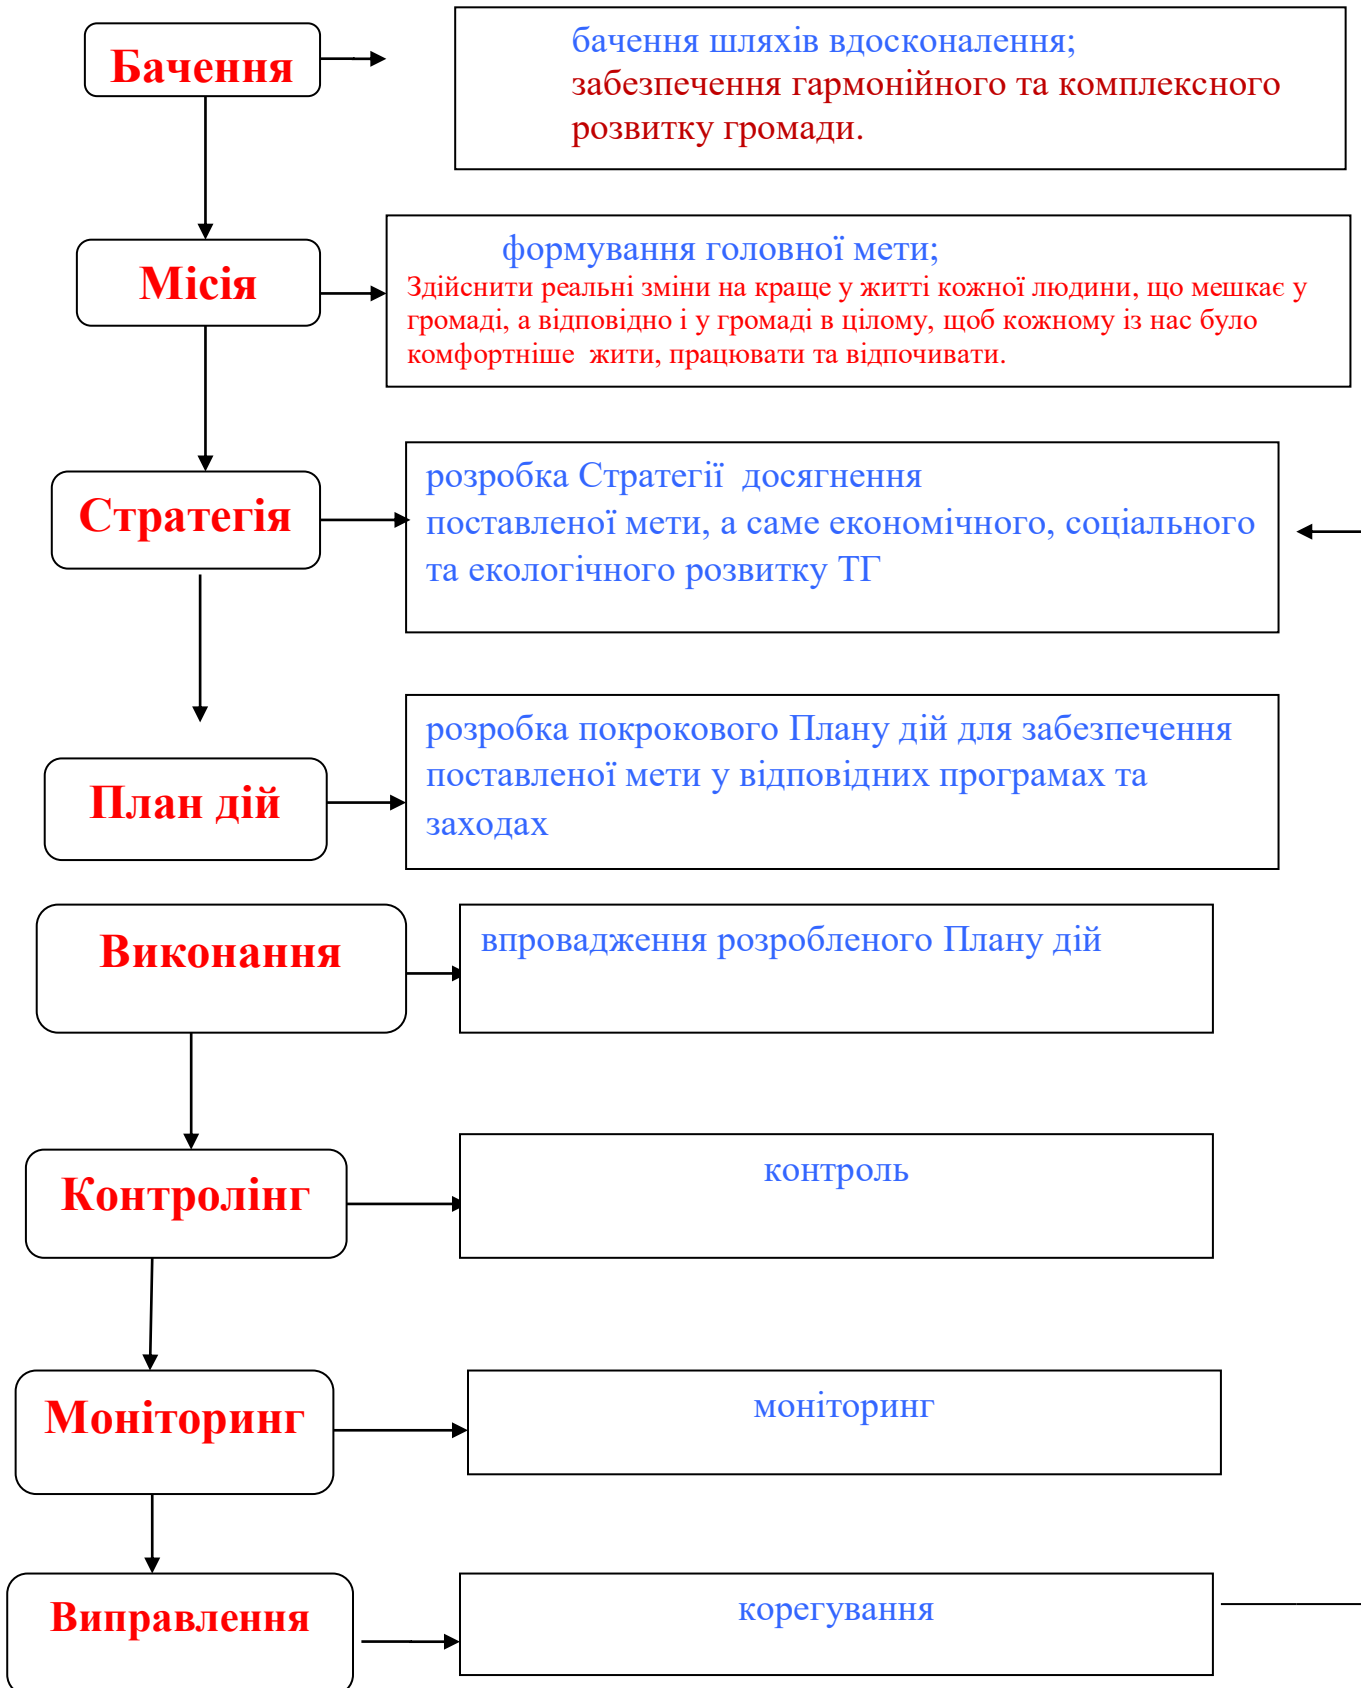 Бачення
бачення шляхів вдосконалення;
забезпечення гармонійного та комплексного
розвитку громади.
Місія
формування головної мети;
Здійснити реальні зміни на краще у житті кожної людини, що мешкає у
громаді, а відповідно і у громаді в цілому, щоб кожному із нас було
комфортніше жити, працювати та відпочивати.
Стратегія
розробка Стратегії досягнення
поставленої мети, а саме економічного, соціального
та екологічного розвитку ТГ
План дій
розробка покрокового Плану дій для забезпечення
поставленої мети у відповідних програмах та
заходах
Виконання
впровадження розробленого Плану дій
Контролінг
контроль
Моніторинг
моніторинг
Виправлення
корегування